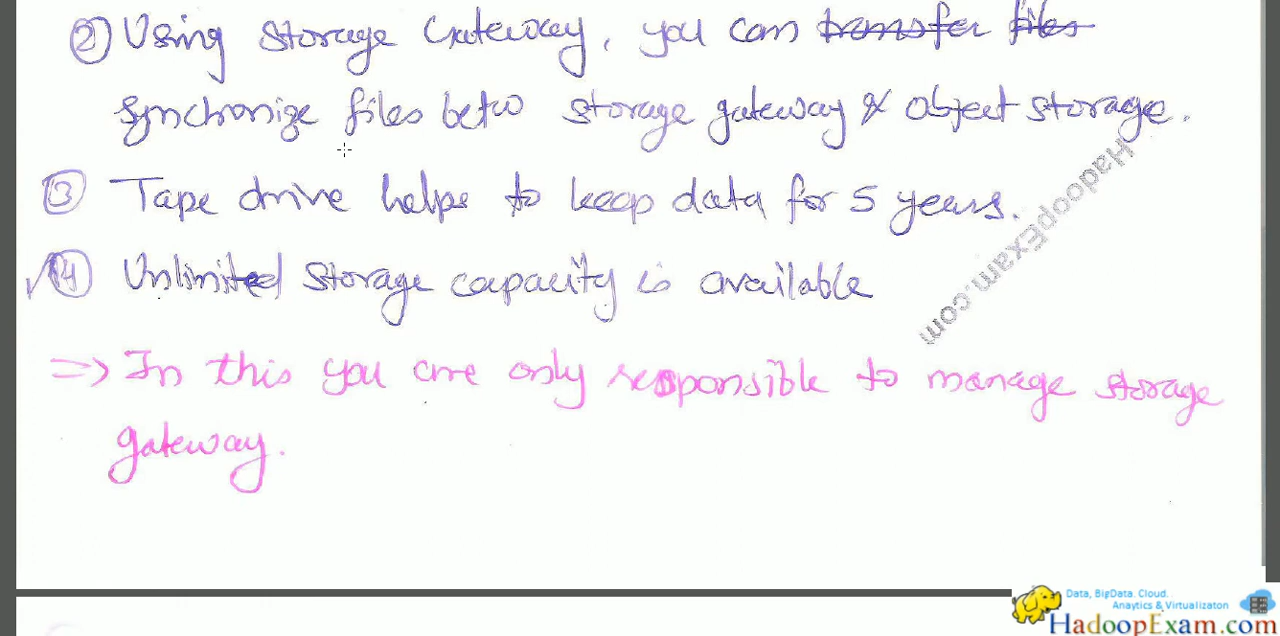 ② Using Storage Gateway, you can transfer files
synchronize files betw storage gateway & object storage.
③ Tape drive helps to keep data for 5 years.
④ Unlimited storage capacity is available
=> In this you are only responsible to manage storage
gateway.
HadoopExam.com
Data, BigData. Cloud.
Anaytics & Virtualizaton
HadoopExam.com